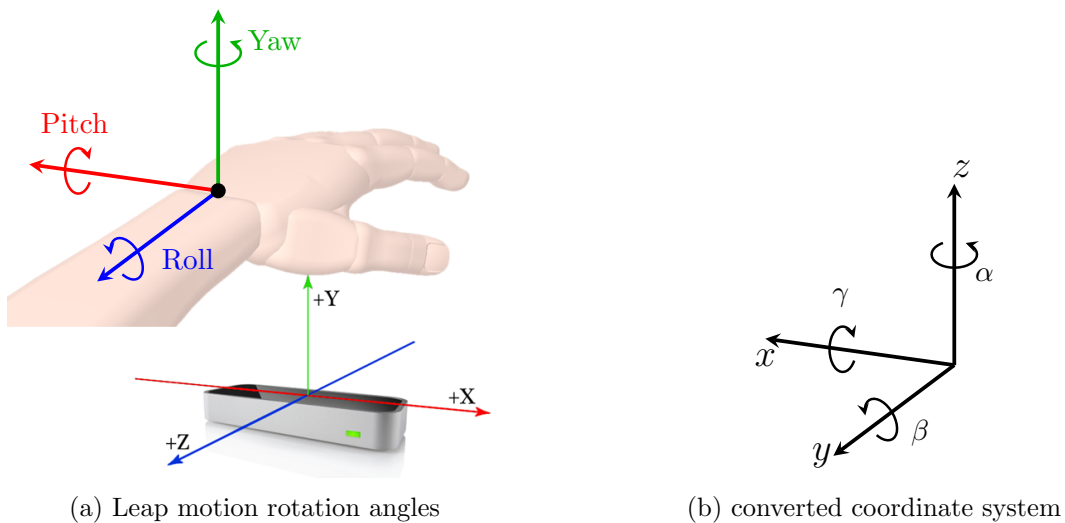 Yaw
Pitch
Roll
+Y
+X
+Z
(a) Leap motion rotation angles
z
α
γ
x
β
y
(b) converted coordinate system